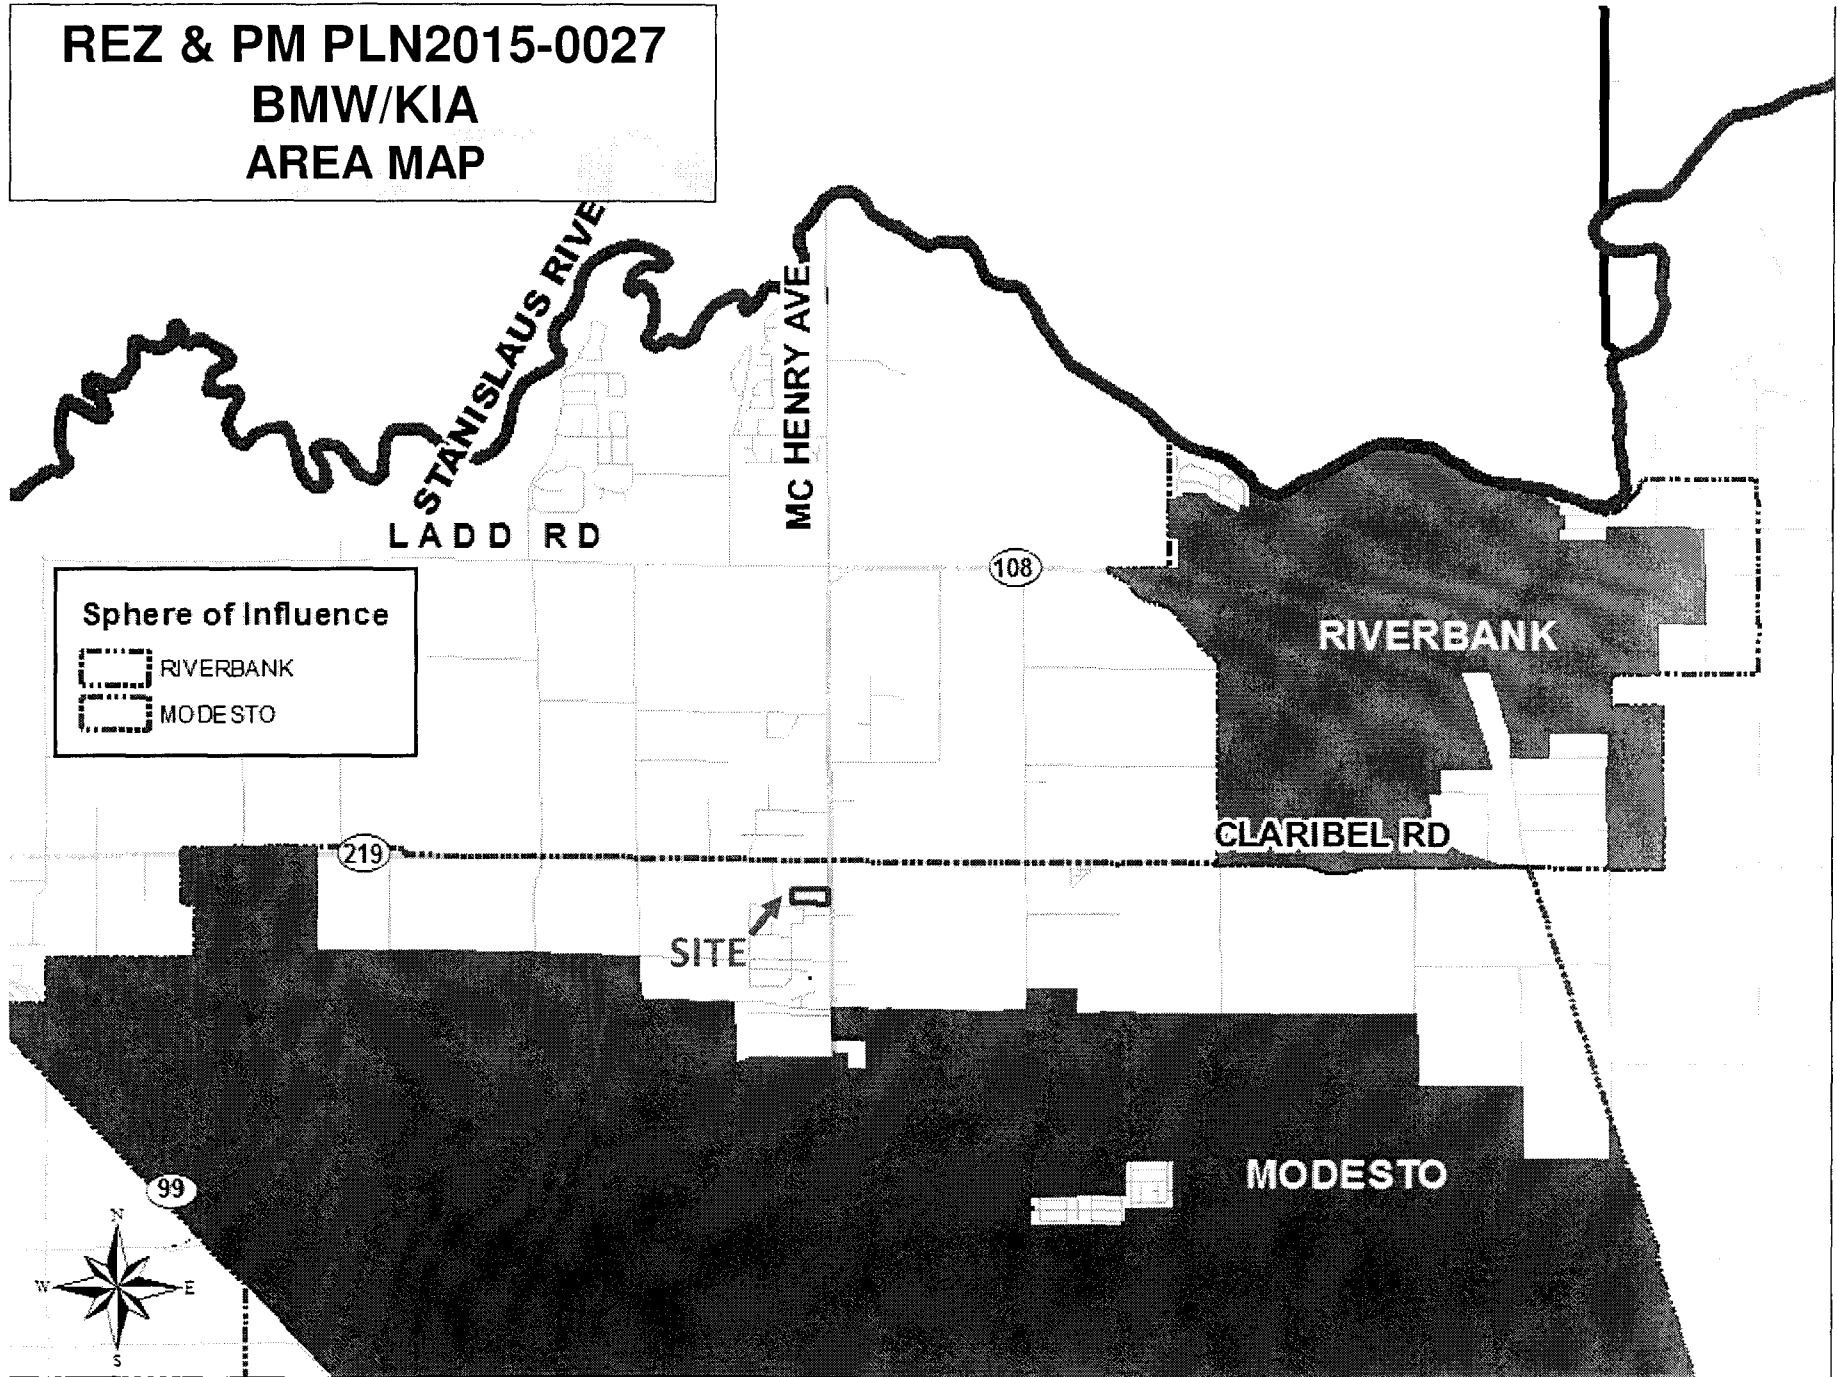 REZ & PM PLN2015-0027
BMW/KIA
AREA MAP
STANISLAUS RIVE
MC HENRY AVE
LADD RD
108
Sphere of Influence
RIVERBANK
MODESTO
RIVERBANK
CLARIBEL RD
219
SITE
MODESTO
99
N
W
E
S